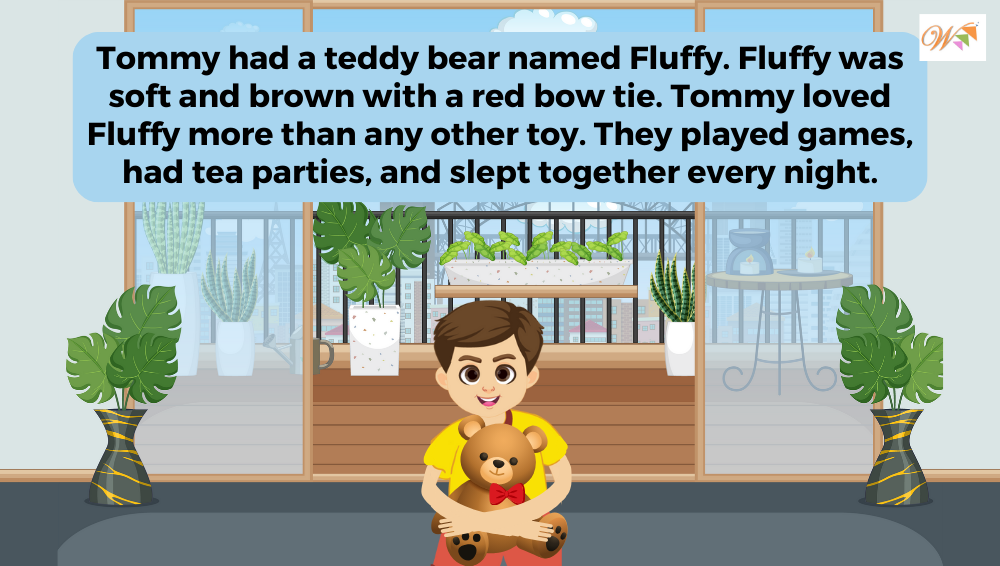 Tommy had a teddy bear named Fluffy. Fluffy was
soft and brown with a red bow tie. Tommy loved
Fluffy more than any other toy. They played games,
had tea parties, and slept together every night.
W